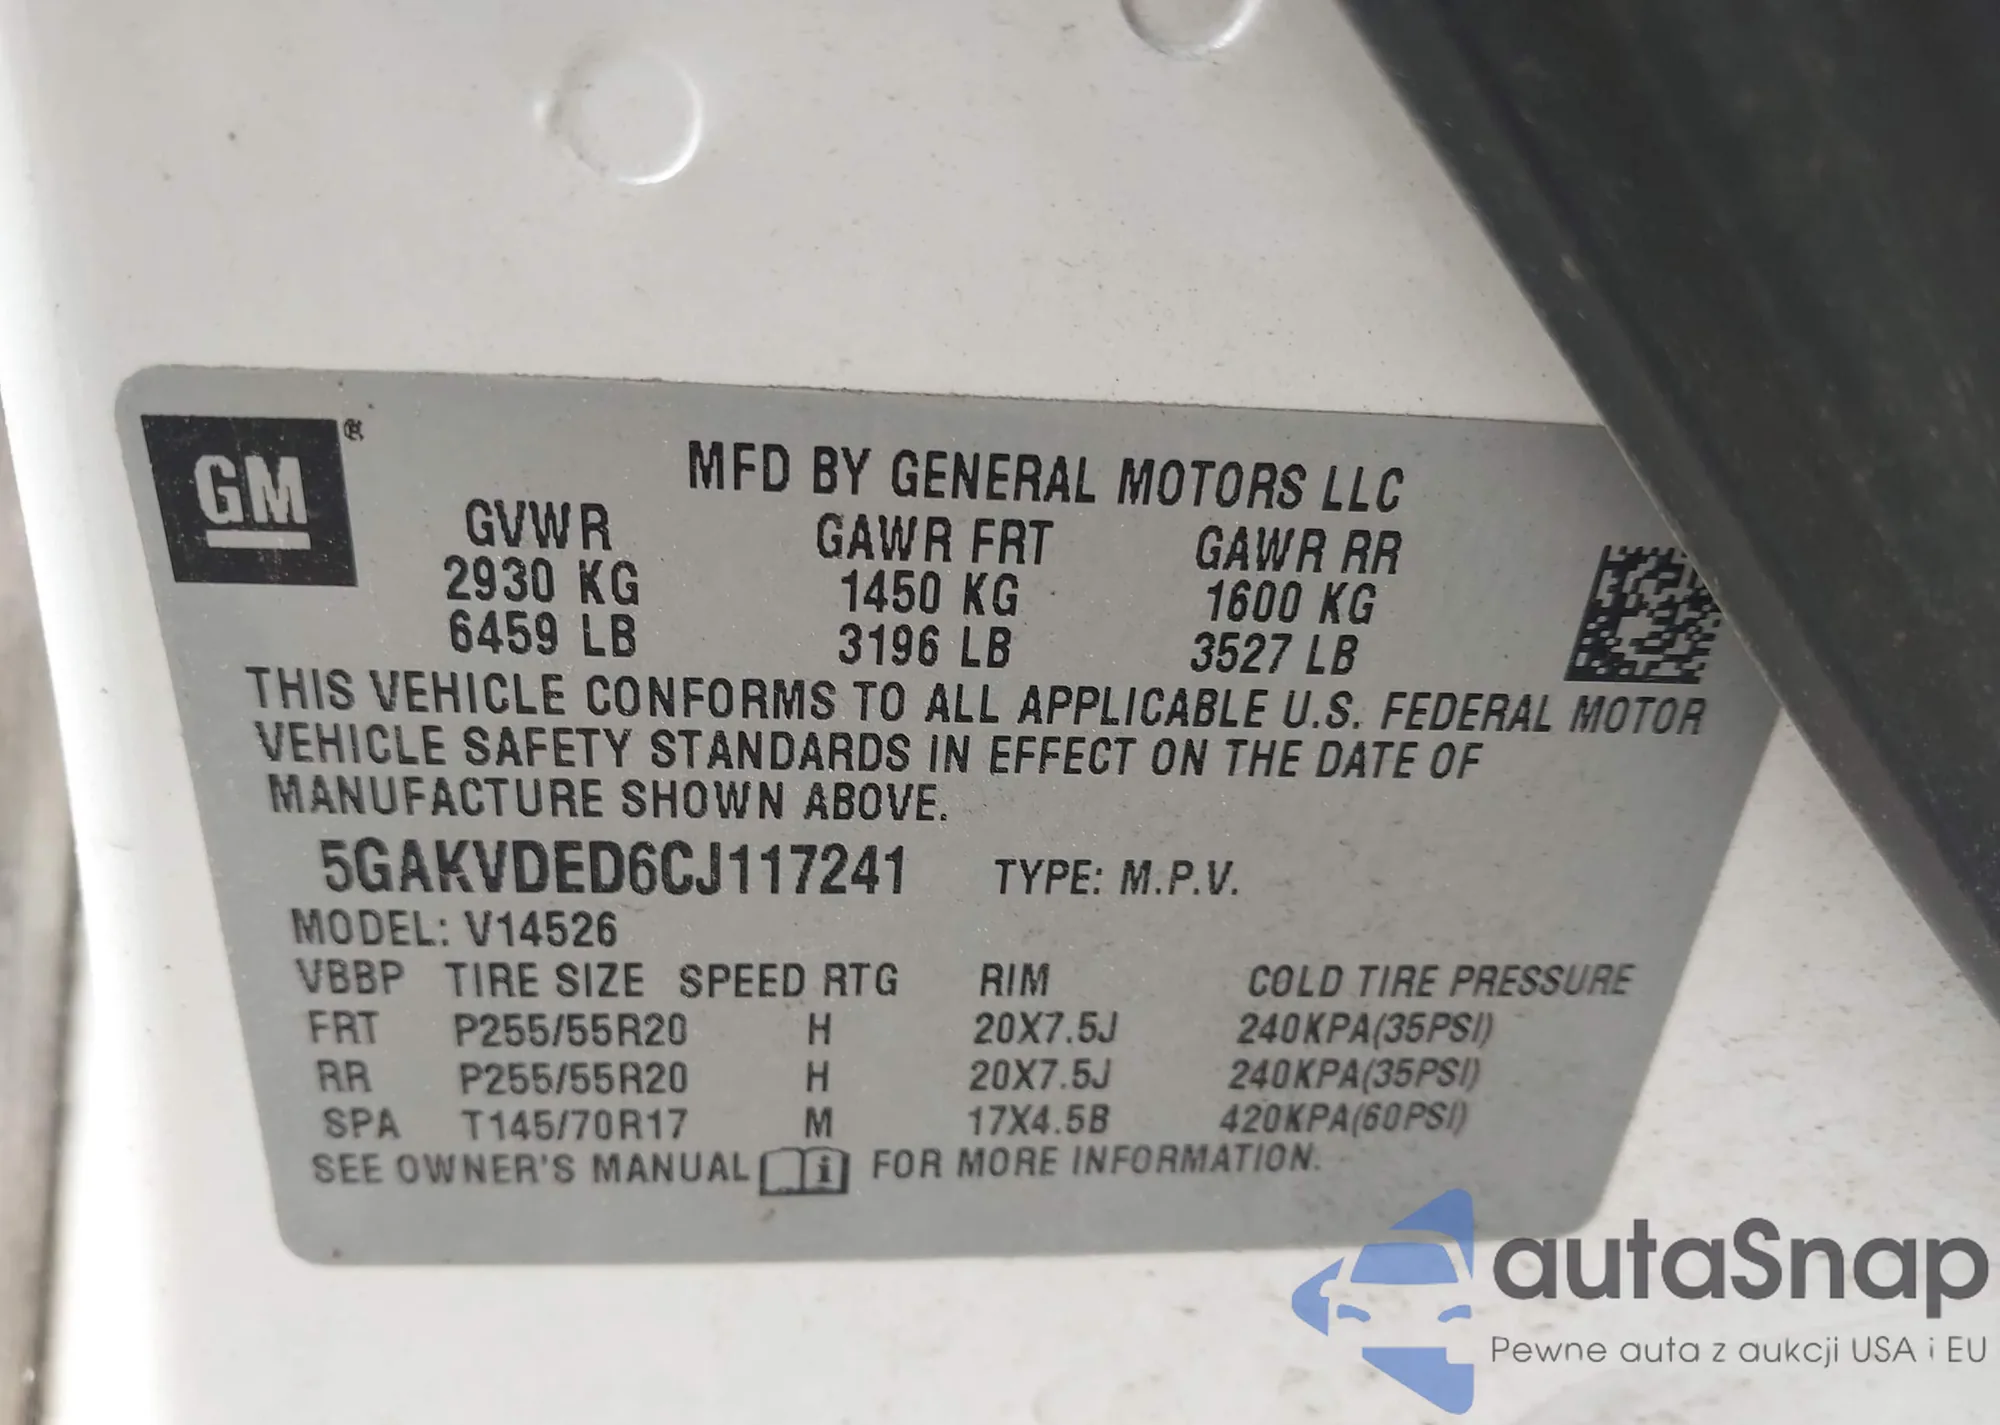 GM®
MFD BY GENERAL MOTORS LLC
GVWR GAWR FRT GAWR RR
2930 KG 1450 KG 1600 KG
6459 LB 3196 LB 3527 LB
THIS VEHICLE CONFORMS TO ALL APPLICABLE U.S. FEDERAL MOTOR
VEHICLE SAFETY STANDARDS IN EFFECT ON THE DATE OF
MANUFACTURE SHOWN ABOVE.
5GAKVDED6CJ117241 TYPE: M.P.V.
MODEL: V14526
VBBP TIRE SIZE SPEED RTG RIM COLD TIRE PRESSURE
FRT P255/55R20 H 20X7.5J 240KPA(35PSI)
RR P255/55R20 H 20X7.5J 240KPA(35PSI)
SPA T145/70R17 M 17X4.5B 420KPA(60PSI)
SEE OWNER'S MANUAL i FOR MORE INFORMATION.
autaSnap
Pewne auta z aukcji USA i EU